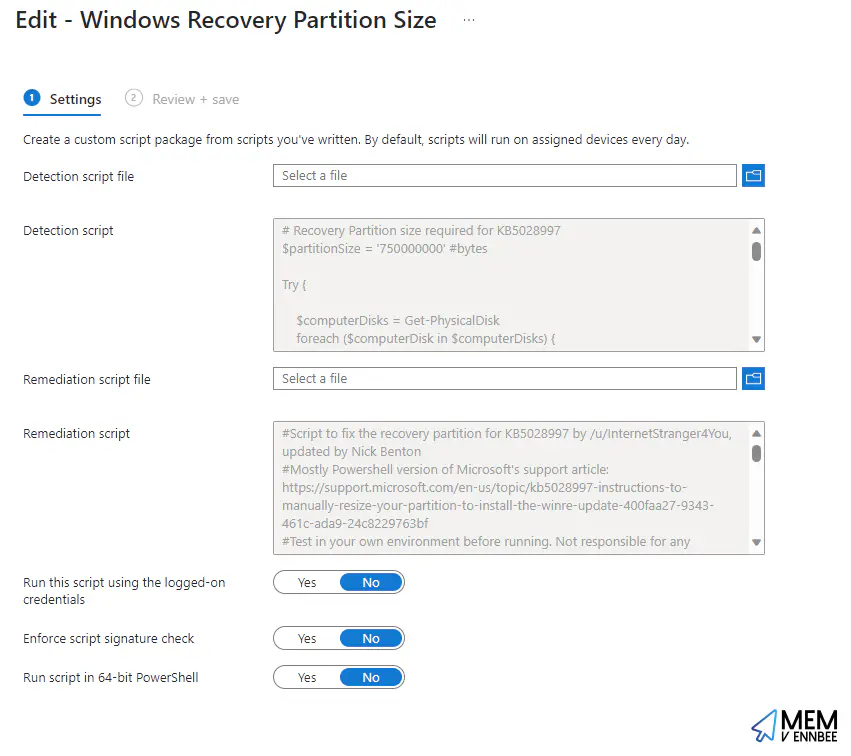 Edit - Windows Recovery Partition Size ...
1 Settings 2 Review + save
Create a custom script package from scripts you've written. By default, scripts will run on assigned devices every day.
Detection script file Select a file
Detection script
# Recovery Partition size required for KB5028997
$partitionSize = '750000000' #bytes
Try {
$computerDisks = Get-PhysicalDisk
foreach ($computerDisk in $computerDisks) {
Remediation script file Select a file
Remediation script
#Script to fix the recovery partition for KB5028997 by /u/InternetStranger4You,
updated by Nick Benton
#Mostly Powershell version of Microsoft's support article:
https://support.microsoft.com/en-us/topic/kb5028997-instructions-to-
manually-resize-your-partition-to-install-the-winre-update-400faa27-9343-
461c-ada9-24c8229763bf
#Test in your own environment before running. Not responsible for any
Run this script using the logged-on
credentials
Yes No
Enforce script signature check Yes No
Run script in 64-bit PowerShell Yes No
MEM
V ENNBEE